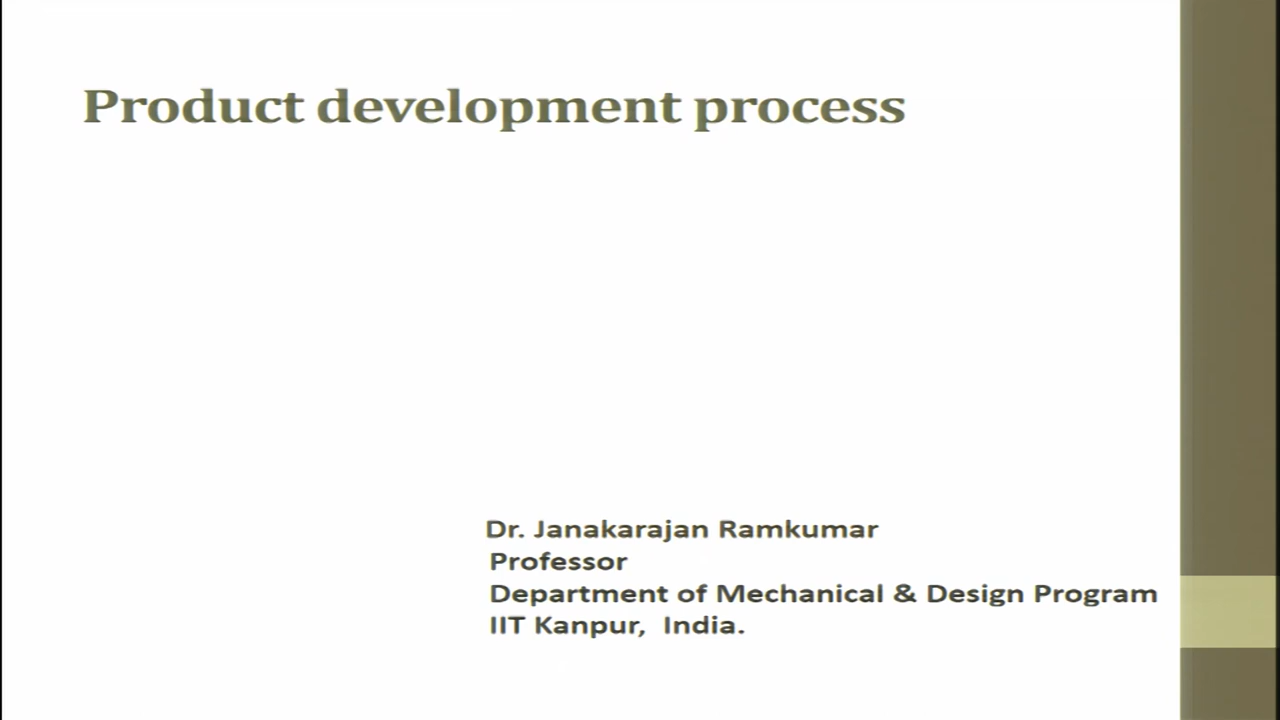 Product development process
Dr. Janakarajan Ramkumar
Professor
Department of Mechanical & Design Program
IIT Kanpur, India.